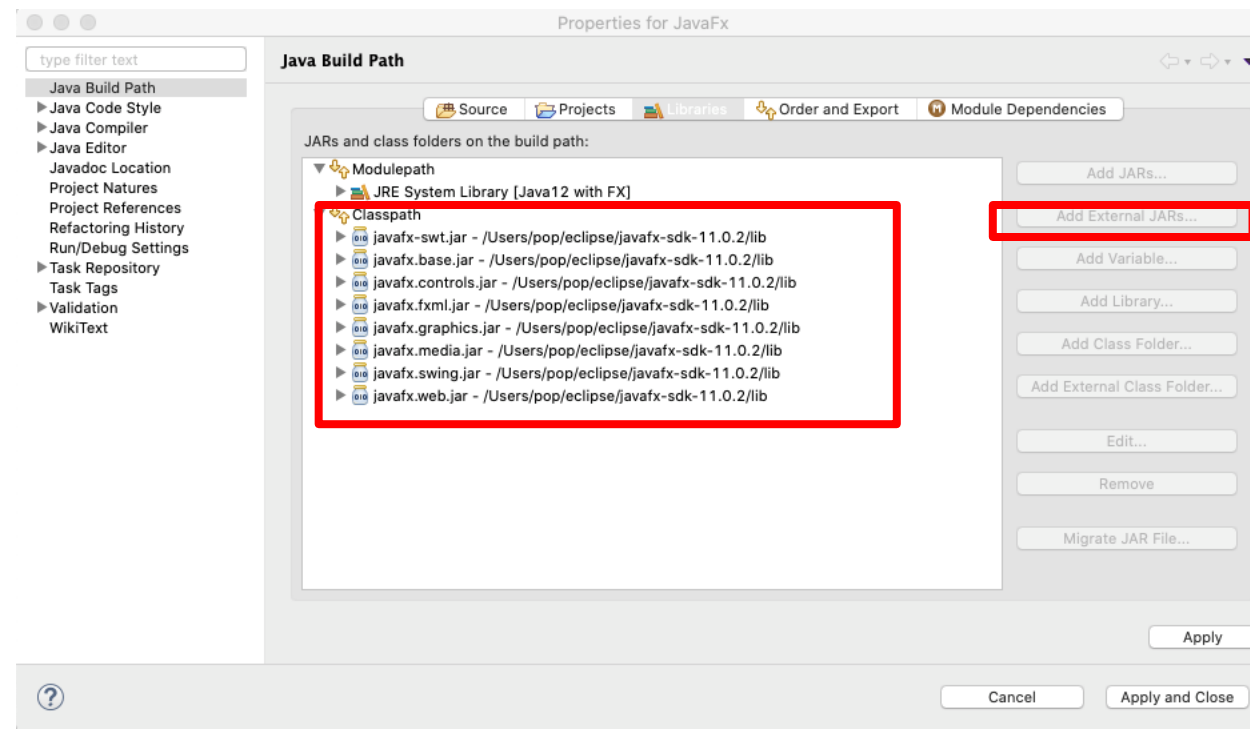 Properties for JavaFx
type filter text
Java Build Path
Java Code Style
Java Compiler
Java Editor
Javadoc Location
Project Natures
Project References
Refactoring History
Run/Debug Settings
Task Repository
Task Tags
Validation
WikiText
Java Build Path
Source Projects Libraries Order and Export Module Dependencies
JARs and class folders on the build path:
Modulepath
JRE System Library [Java12 with FX]
Classpath
javafx-swt.jar - /Users/pop/eclipse/javafx-sdk-11.0.2/lib
javafx.base.jar - /Users/pop/eclipse/javafx-sdk-11.0.2/lib
javafx.controls.jar - /Users/pop/eclipse/javafx-sdk-11.0.2/lib
javafx.fxml.jar - /Users/pop/eclipse/javafx-sdk-11.0.2/lib
javafx.graphics.jar - /Users/pop/eclipse/javafx-sdk-11.0.2/lib
javafx.media.jar - /Users/pop/eclipse/javafx-sdk-11.0.2/lib
javafx.swing.jar - /Users/pop/eclipse/javafx-sdk-11.0.2/lib
javafx.web.jar - /Users/pop/eclipse/javafx-sdk-11.0.2/lib
Add JARs...
Add External JARs...
Add Variable...
Add Library...
Add Class Folder...
Add External Class Folder...
Edit...
Remove
Migrate JAR File...
Apply
?
Cancel
Apply and Close